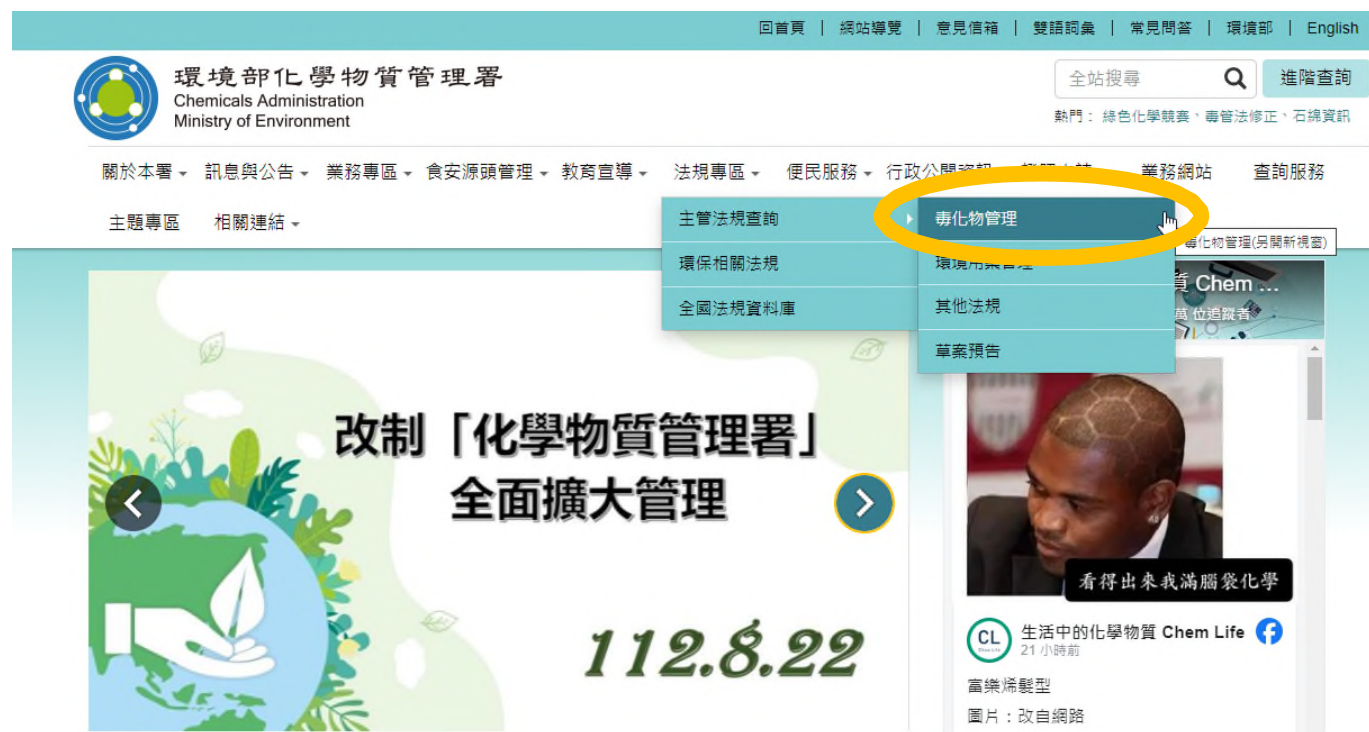 回首頁 | 網站導覽 | 意見信箱 | 雙語詞彙 | 常見問答 | 環境部 | English
環境部化學物質管理署
Chemicals Administration
Ministry of Environment
全站搜尋 進階查詢
熱門： 綠色化學競賽、毒管法修正、石綿資訊
關於本署 訊息與公告 業務專區 食安源頭管理 教育宣導 法規專區 便民服務 行政公開資訊 業務網站 查詢服務
主題專區 相關連結
主管法規查詢 毒化物管理
毒化物管理(另開新視窗)
環保相關法規 環境用藥管理
全國法規資料庫 其他法規
草案預告
質 Chem ...
萬 位追蹤者
改制「化學物質管理署」
全面擴大管理
112.8.22
看得出來我滿腦袋化學
CL
生活中的化學物質 Chem Life
21 小時前
富樂烯髮型
圖片：改自網路